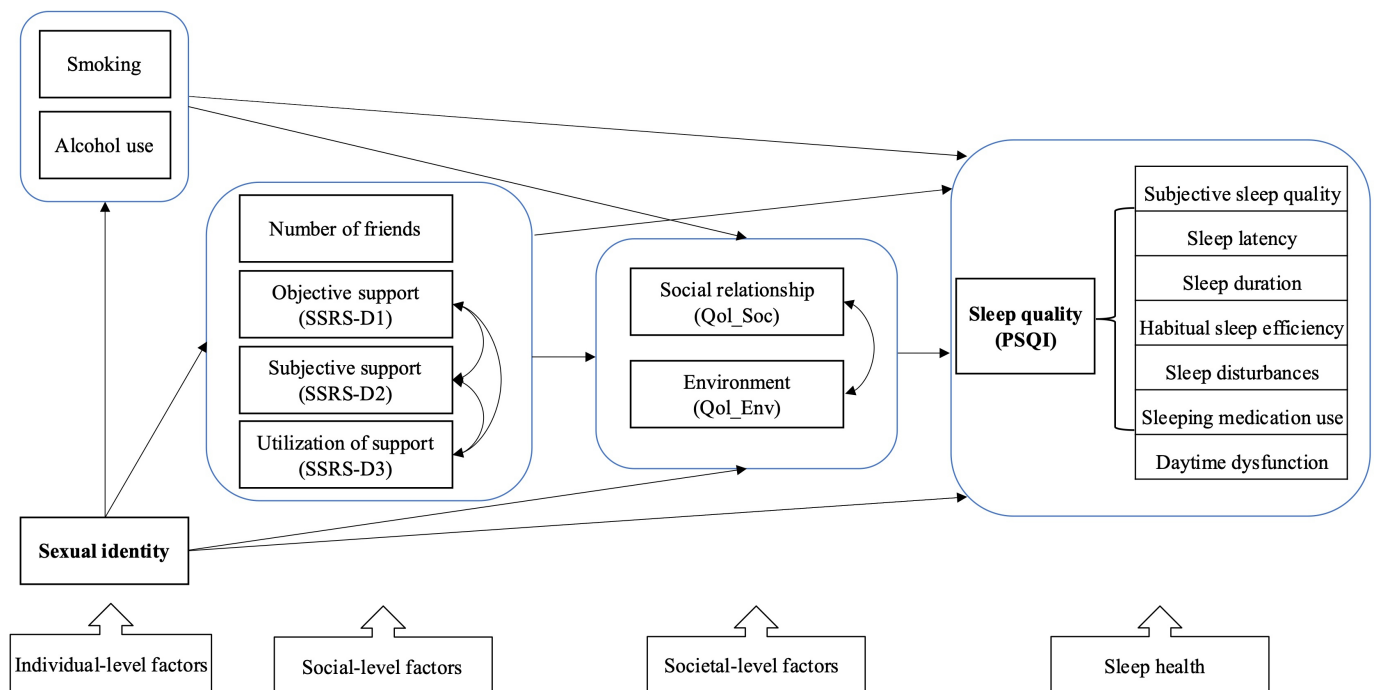 Smoking
Alcohol use
Number of friends
Objective support
(SSRS-D1)
Subjective support
(SSRS-D2)
Utilization of support
(SSRS-D3)
Sexual identity
Social relationship
(Qol_Soc)
Environment
(Qol_Env)
Sleep quality
(PSQI)
Subjective sleep quality
Sleep latency
Sleep duration
Habitual sleep efficiency
Sleep disturbances
Sleeping medication use
Daytime dysfunction
Individual-level factors
Social-level factors
Societal-level factors
Sleep health